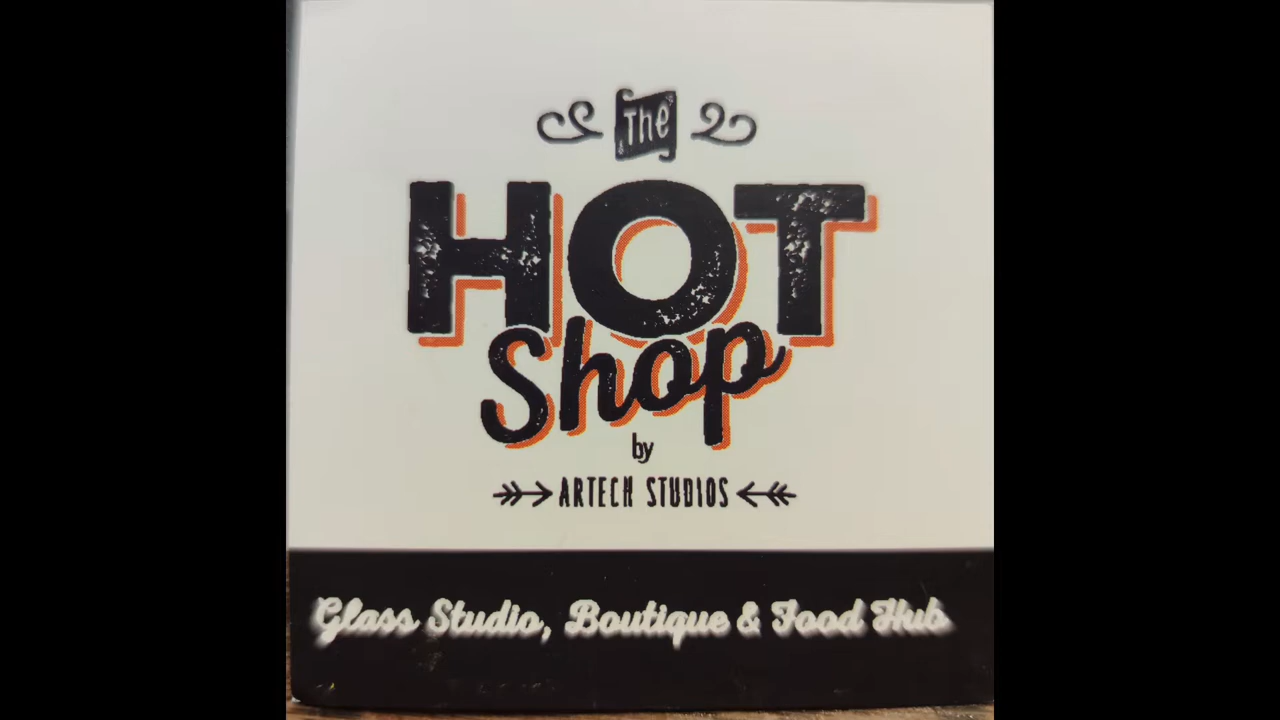 The
HOT
Shop
by
ARTECH STUDIOS
Glass Studio, Boutique & Food Hub